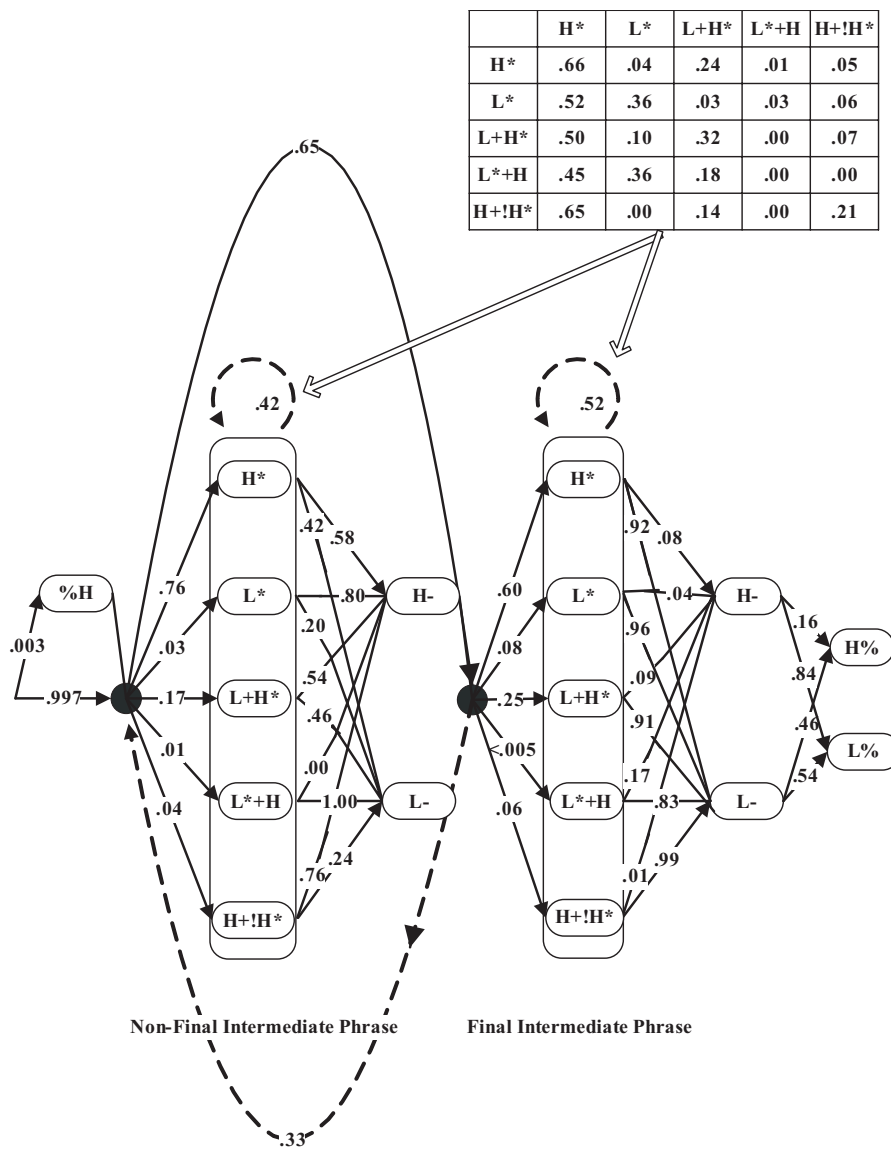 H* L* L+H* L*+H H+!H*
H* .66 .04 .24 .01 .05
L* .52 .36 .03 .03 .06
L+H* .50 .10 .32 .00 .07
L*+H .45 .36 .18 .00 .00
H+!H* .65 .00 .14 .00 .21
.65
.42 .52
H* H*
.42 .58 .92 .08
%H .76 L* .80 H- .60 L* .04 H- .16
.003 .03 .20 .08 .96 H%
.997 .17 L+H* .54 .25 L+H* .09 .84
.46 .91 .46 L%
.01 .00 <.005 .17 .54
L*+H 1.00 L- L*+H .83 L-
.04 .24 .06 .99
.76 .01
H+!H* H+!H*
Non-Final Intermediate Phrase Final Intermediate Phrase
.33